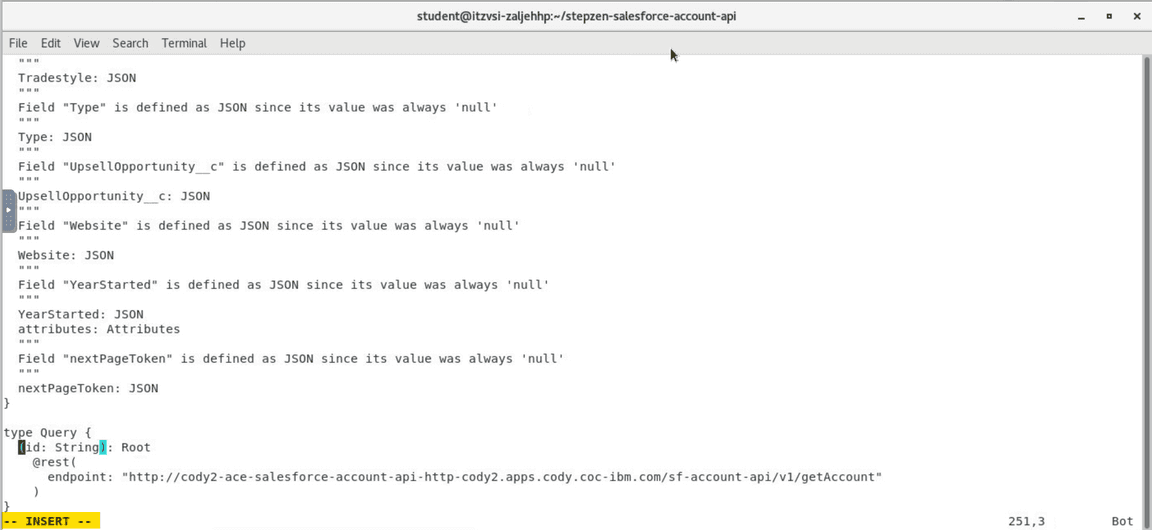 student@itzvsi-zaljehhp:~/stepzen-salesforce-account-api
File Edit View Search Terminal Help
"""
Tradestyle: JSON
"""
Field "Type" is defined as JSON since its value was always 'null'
"""
Type: JSON
"""
Field "UpsellOpportunity__c" is defined as JSON since its value was always 'null'
"""
UpsellOpportunity__c: JSON
"""
Field "Website" is defined as JSON since its value was always 'null'
"""
Website: JSON
"""
Field "YearStarted" is defined as JSON since its value was always 'null'
"""
YearStarted: JSON
attributes: Attributes
"""
Field "nextPageToken" is defined as JSON since its value was always 'null'
"""
nextPageToken: JSON
}
type Query {
(id: String): Root
@rest(
endpoint: "http://cody2-ace-salesforce-account-api-http-cody2.apps.cody.coc-ibm.com/sf-account-api/v1/getAccount"
)
}
-- INSERT -- 251,3 Bot